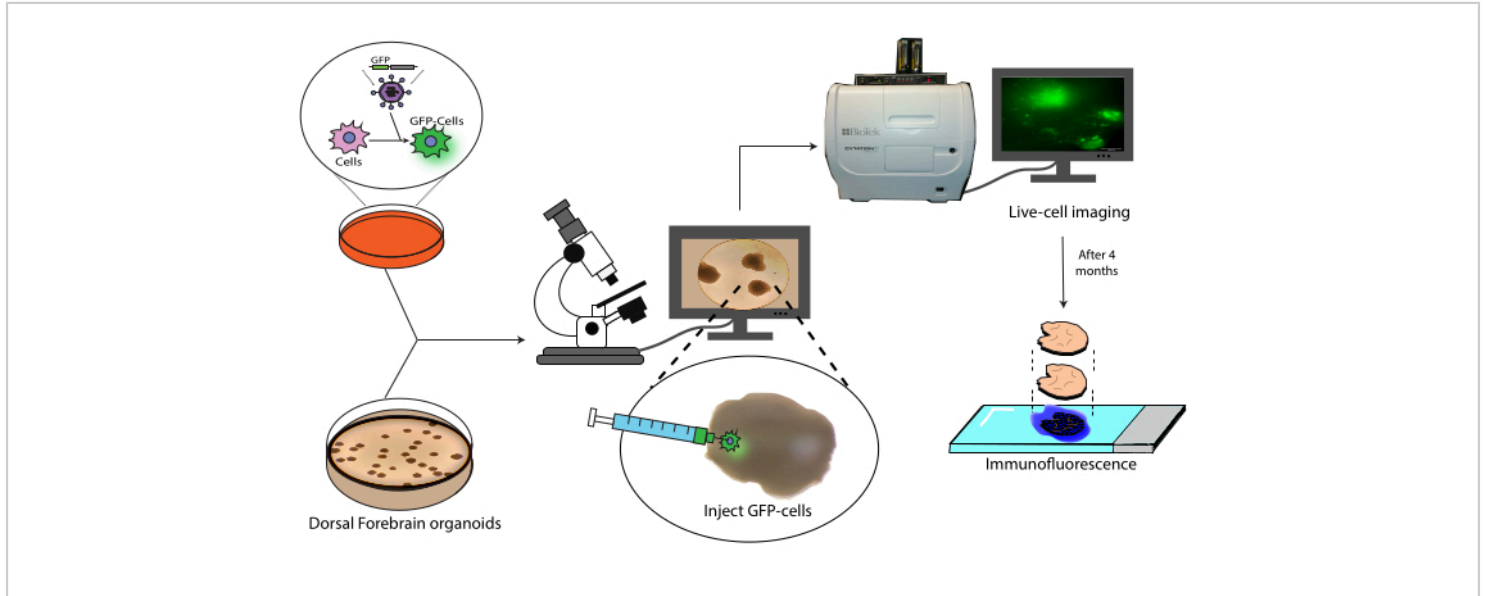 GFP
GFP-Cells
Cells
Dorsal Forebrain organoids
Inject GFP-cells
BioTek
CYTATION
Live-cell imaging
After 4
months
Immunofluorescence